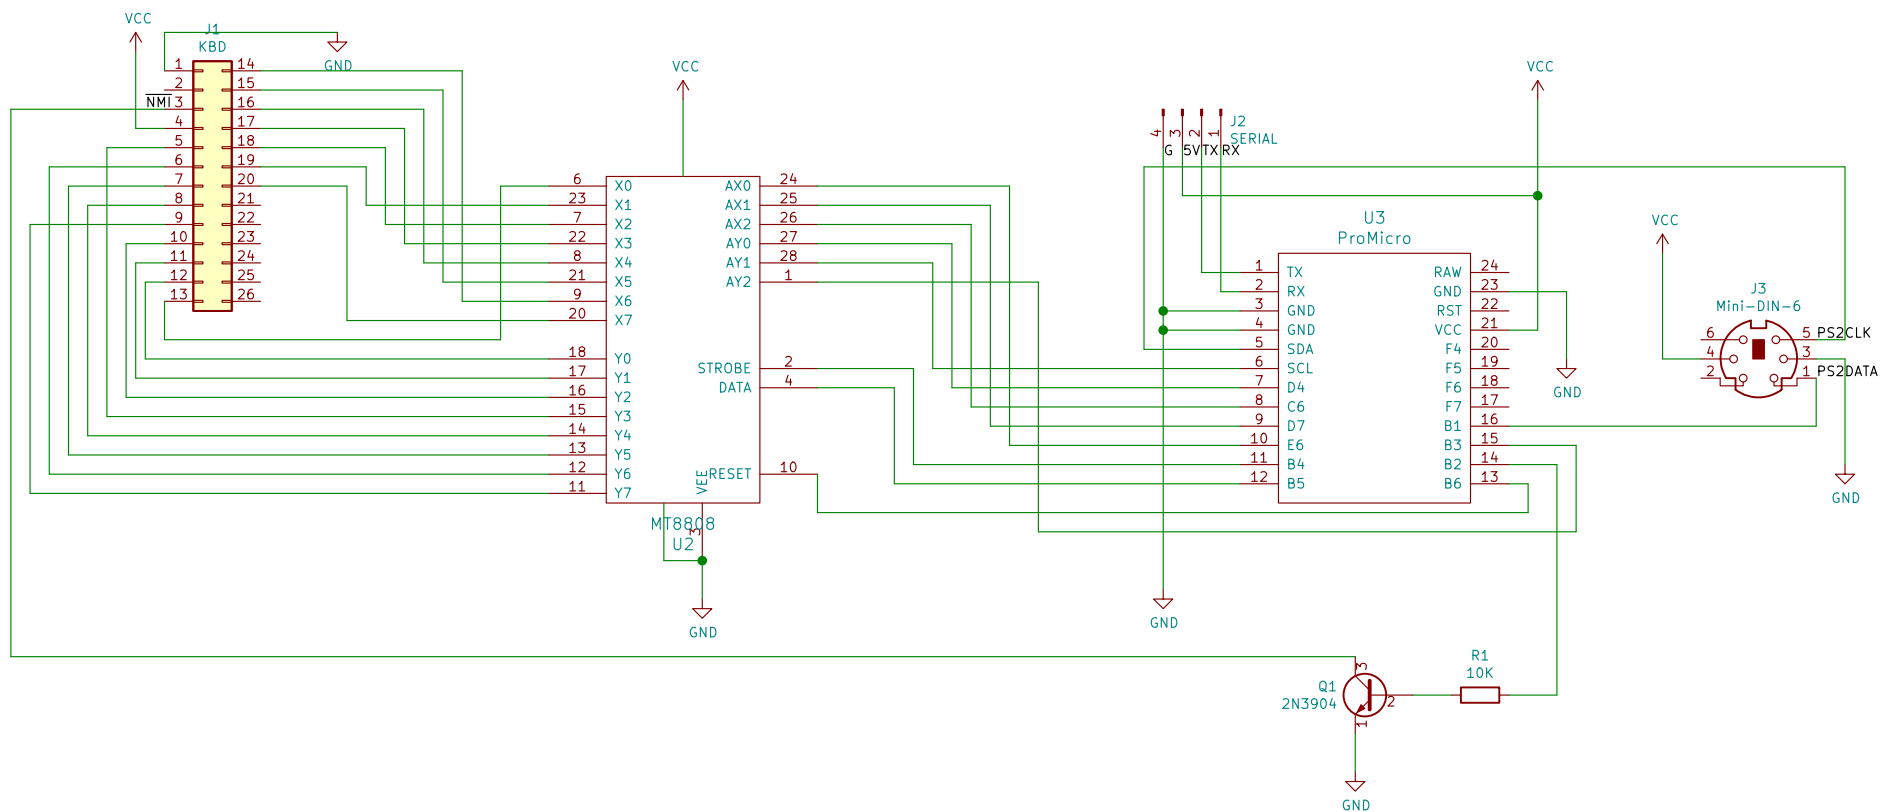 VCC
J1
KBD
GND
1 14
2 15
NMI 3 16
4 17
5 18
6 19
7 20
8 21
9 22
10 23
11 24
12 25
13 26
VCC
6 X0 AX0 24
23 X1 AX1 25
7 X2 AX2 26
22 X3 AY0 27
8 X4 AY1 28
21 X5 AY2 1
9 X6
20 X7
18 Y0 STROBE 2
17 Y1 DATA 4
16 Y2
15 Y3
14 Y4
13 Y5
12 Y6 RESET 10
11 Y7
VEE
3
MT8808
U2
GND
J2
SERIAL
4 3 2 1
G 5V TX RX
GND
VCC
U3
ProMicro
1 TX RAW 24
2 RX GND 23
3 GND RST 22
4 GND VCC 21
5 SDA F4 20
6 SCL F5 19
7 D4 F6 18
8 C6 F7 17
9 D7 B1 16
10 E6 B3 15
11 B4 B2 14
12 B5 B6 13
GND
VCC
J3
Mini-DIN-6
6 5 PS2CLK
4 3
2 1 PS2DATA
GND
R1
10K
Q1
2N3904
3
2
1
GND